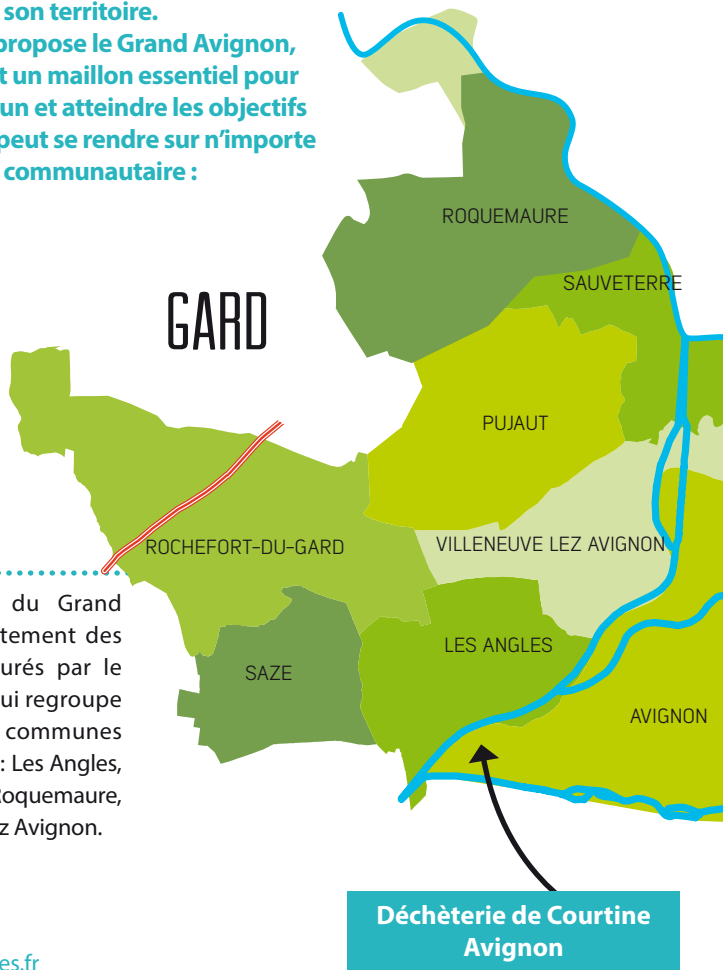 son territoire.
propose le Grand Avignon,
t un maillon essentiel pour
un et atteindre les objectifs
peut se rendre sur n’importe
communautaire :
ROQUEMAURE
SAUVETERRE
GARD
PUJAUT
ROCHEFORT-DU-GARD
VILLENEUVE LEZ AVIGNON
LES ANGLES
SAZE
AVIGNON
du Grand
tement des
urés par le
ui regroupe
communes
: Les Angles,
Roquemaure,
z Avignon.
Déchèterie de Courtine
Avignon
es.fr